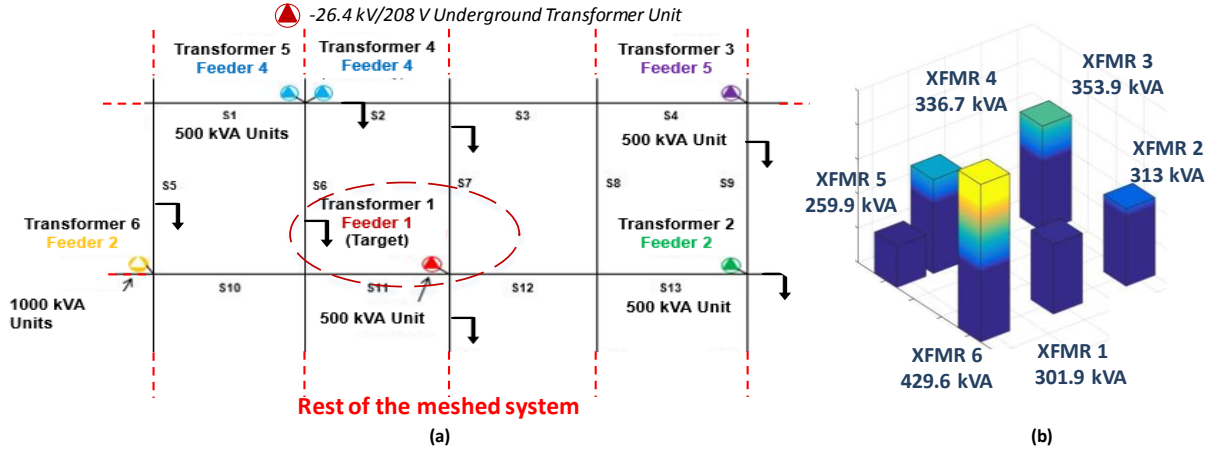 -26.4 kV/208 V Underground Transformer Unit
Transformer 5
Feeder 4
Transformer 4
Feeder 4
Transformer 3
Feeder 5
S1
500 kVA Units
S2
S3
S4
500 kVA Unit
S5
S6
S7
S8
S9
Transformer 6
Feeder 2
Transformer 1
Feeder 1
(Target)
Transformer 2
Feeder 2
1000 kVA
Units
S10
S11
500 kVA Unit
S12
S13
500 kVA Unit
Rest of the meshed system
(a)
XFMR 4
336.7 kVA
XFMR 3
353.9 kVA
XFMR 5
259.9 kVA
XFMR 2
313 kVA
XFMR 6
429.6 kVA
XFMR 1
301.9 kVA
(b)